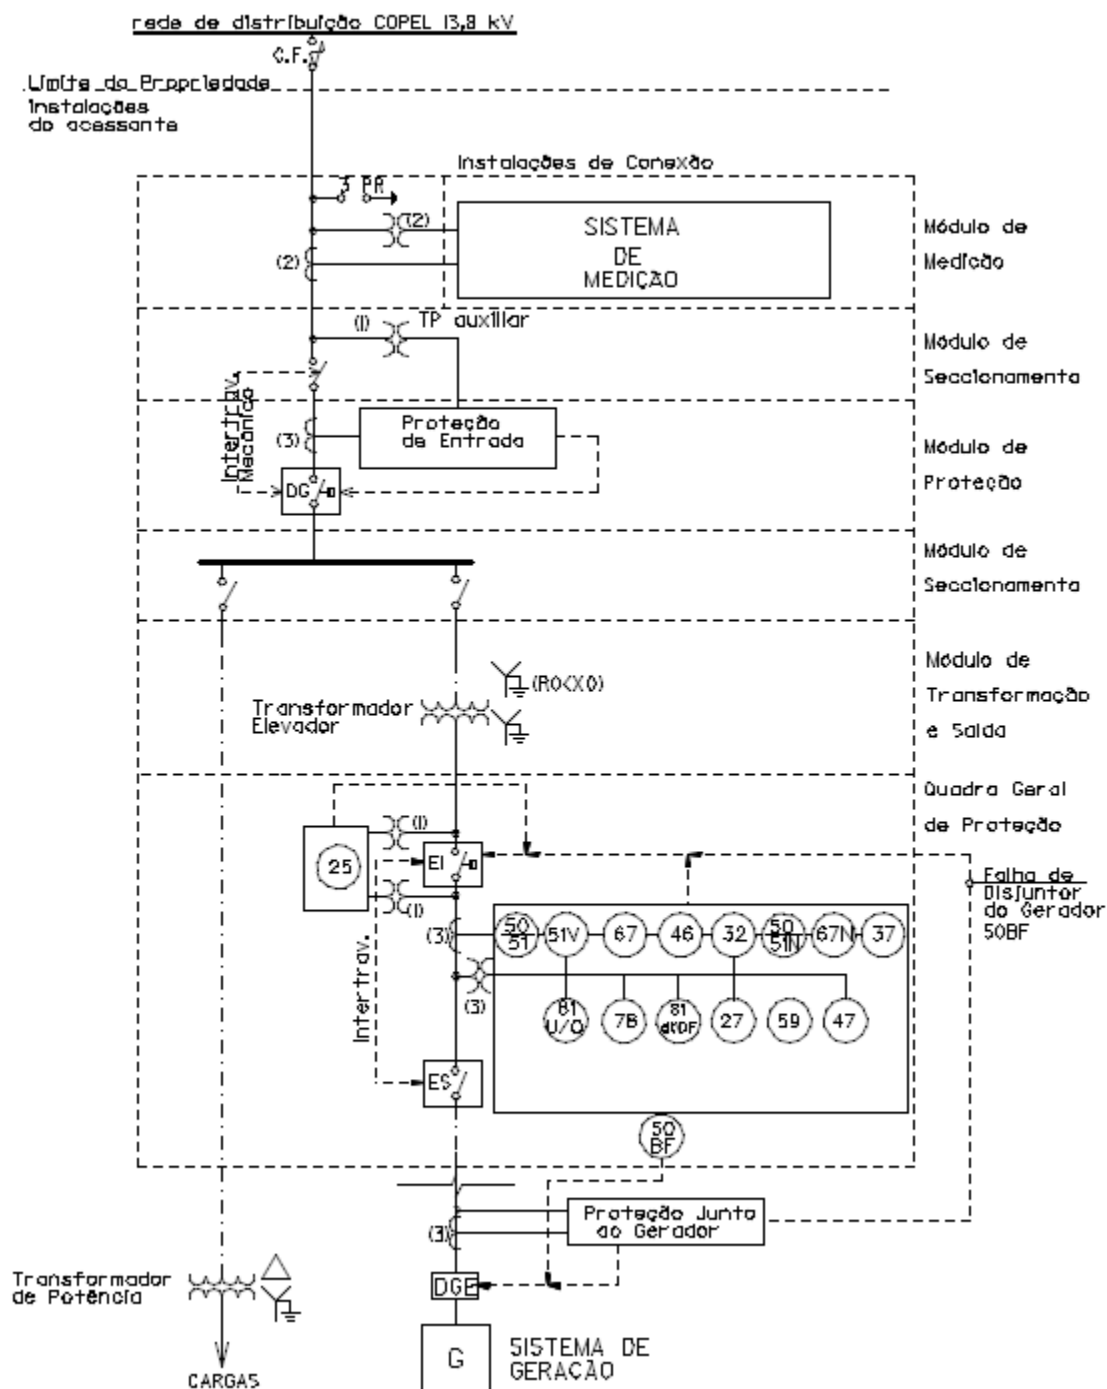 rede de distribuição COPEL 13,8 kV
C.F.
Limite da Propriedade
Instalações
do acessante
Instalações de Conexão
3 PR
(2)
SISTEMA
DE
MEDIÇÃO
(2)
Módulo de
Medição
(1)
TP auxiliar
Módulo de
Seccionamento
Intertrav.
Mecânico
(3)
Proteção
de Entrada
DG
Módulo de
Proteção
Módulo de
Seccionamento
(R0<X0)
Transformador
Elevador
Módulo de
Transformação
e Saída
Quadro Geral
de Proteção
(1)
25
EI
(1)
Falha de
Disjuntor
do Gerador
50BF
(3)
50
51
51V
67
46
32
50
51N
67N
37
(3)
81
U/O
78
81
df/DF
27
59
47
Intertrav.
ES
50
BF
Proteção Junto
ao Gerador
(3)
DGE
Transformador
de Potência
G
SISTEMA DE
GERAÇÃO
CARGAS